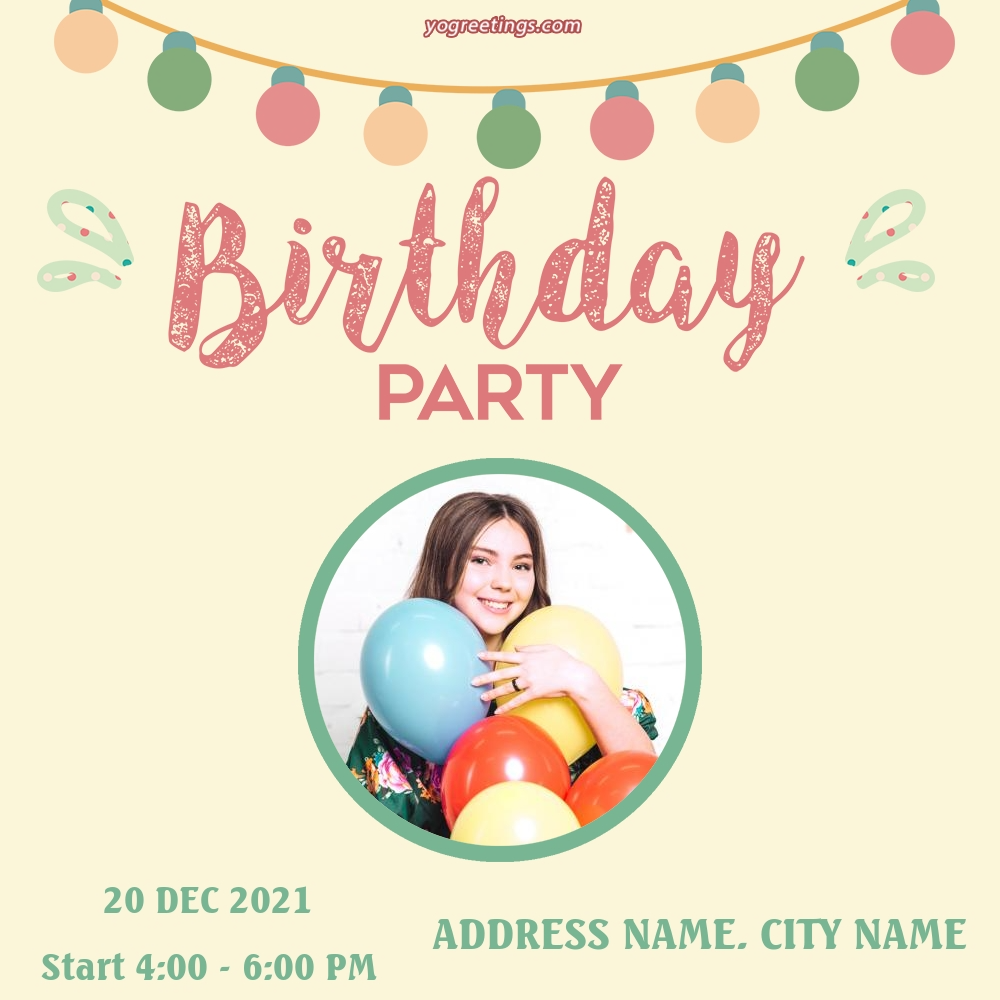 yogreetings.com
Birthday
PARTY
20 DEC 2021
Start 4:00 - 6:00 PM
ADDRESS NAME. CITY NAME